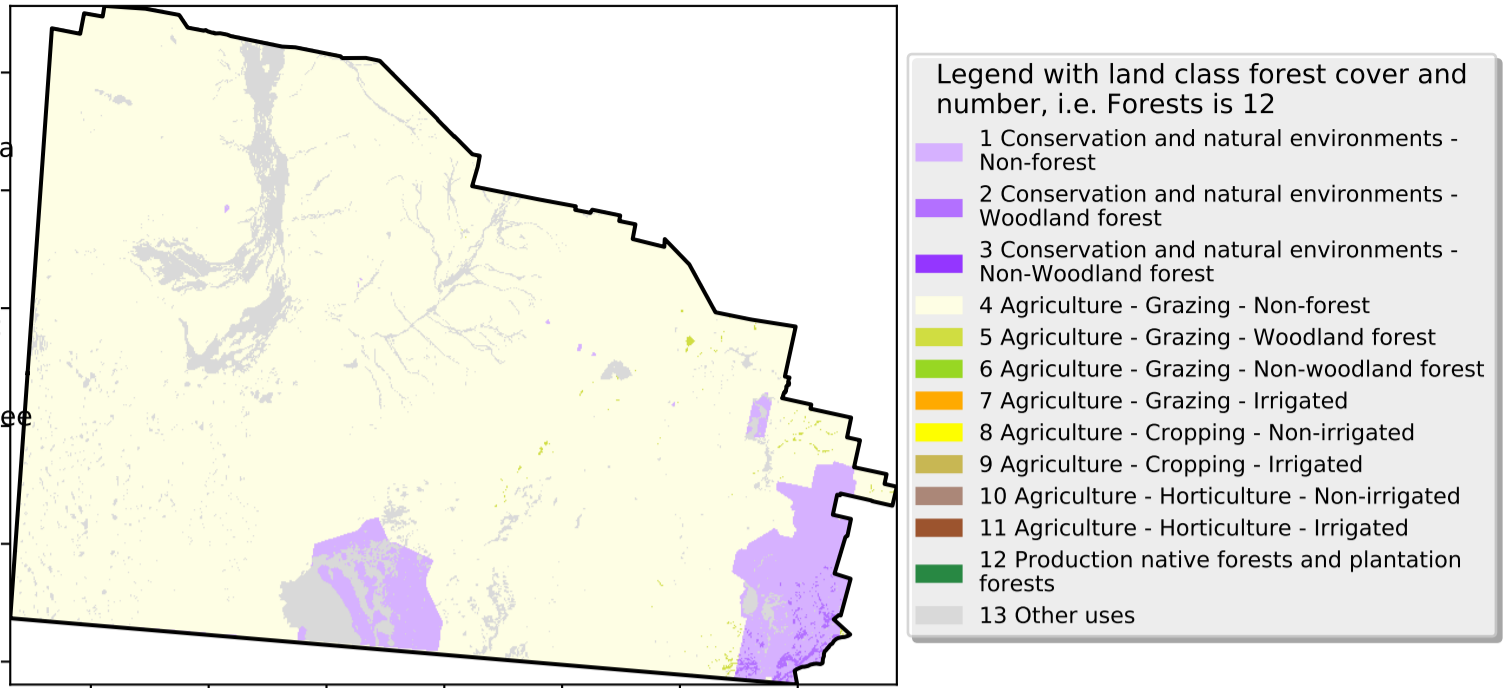 a
ee
Legend with land class forest cover and
number, i.e. Forests is 12
1 Conservation and natural environments -
Non-forest
2 Conservation and natural environments -
Woodland forest
3 Conservation and natural environments -
Non-Woodland forest
4 Agriculture - Grazing - Non-forest
5 Agriculture - Grazing - Woodland forest
6 Agriculture - Grazing - Non-woodland forest
7 Agriculture - Grazing - Irrigated
8 Agriculture - Cropping - Non-irrigated
9 Agriculture - Cropping - Irrigated
10 Agriculture - Horticulture - Non-irrigated
11 Agriculture - Horticulture - Irrigated
12 Production native forests and plantation
forests
13 Other uses